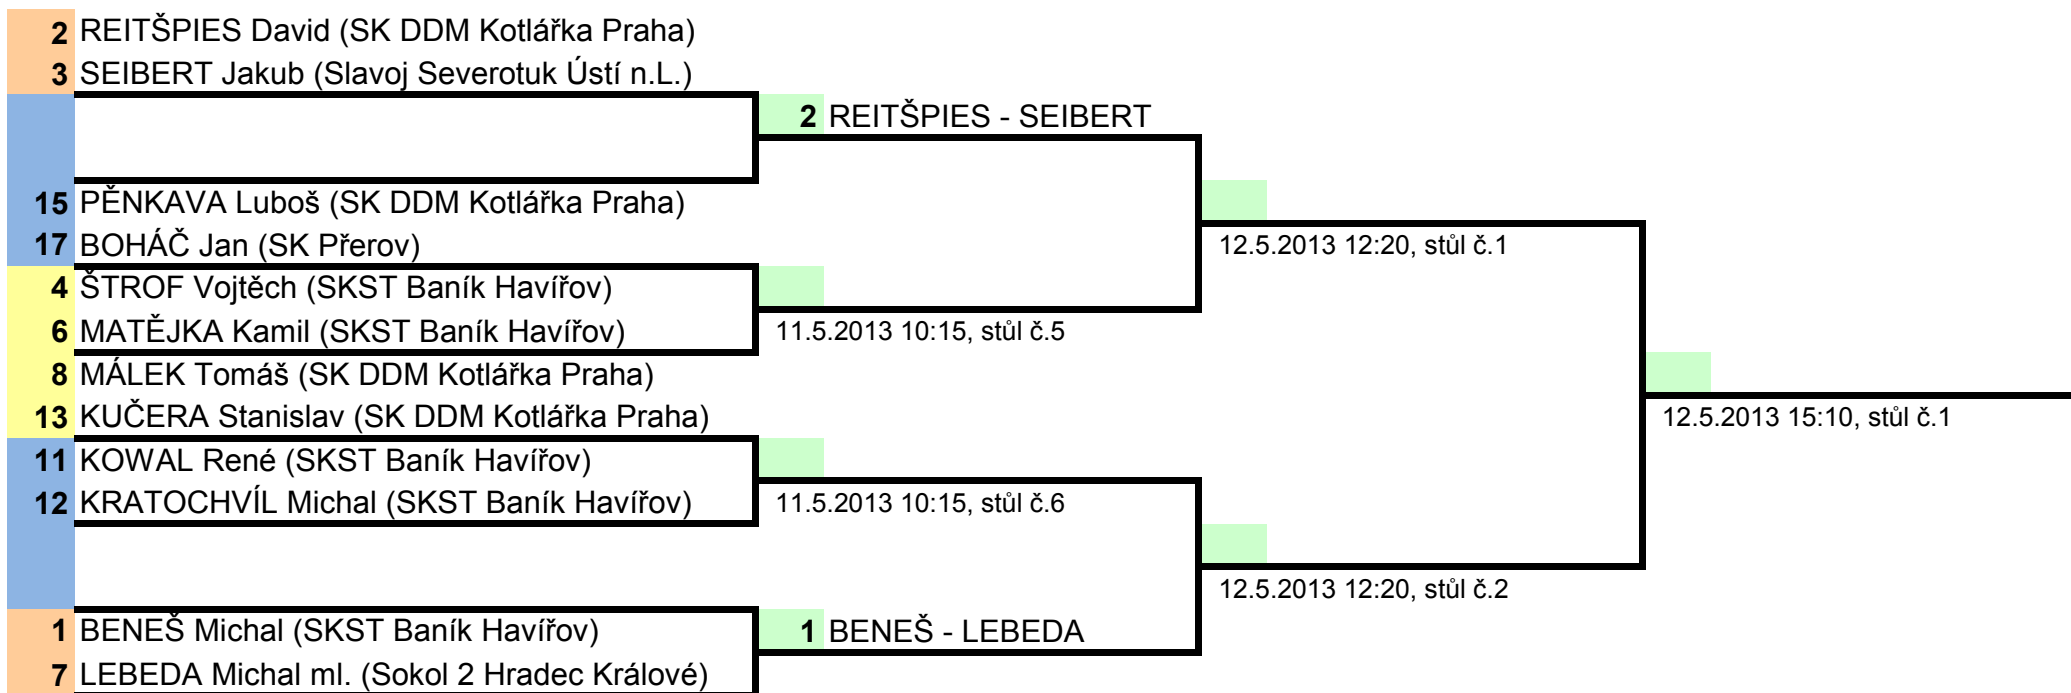 2 REITŠPIES David (SK DDM Kotlářka Praha)
3 SEIBERT Jakub (Slavoj Severotuk Ústí n.L.)
2 REITŠPIES - SEIBERT
15 PĚNKAVA Luboš (SK DDM Kotlářka Praha)
17 BOHÁČ Jan (SK Přerov)
12.5.2013 12:20, stůl č.1
4 ŠTROF Vojtěch (SKST Baník Havířov)
6 MATĚJKA Kamil (SKST Baník Havířov)
11.5.2013 10:15, stůl č.5
8 MÁLEK Tomáš (SK DDM Kotlářka Praha)
13 KUČERA Stanislav (SK DDM Kotlářka Praha)
12.5.2013 15:10, stůl č.1
11 KOWAL René (SKST Baník Havířov)
12 KRATOCHVÍL Michal (SKST Baník Havířov)
11.5.2013 10:15, stůl č.6
12.5.2013 12:20, stůl č.2
1 BENEŠ Michal (SKST Baník Havířov)
1 BENEŠ - LEBEDA
7 LEBEDA Michal ml. (Sokol 2 Hradec Králové)